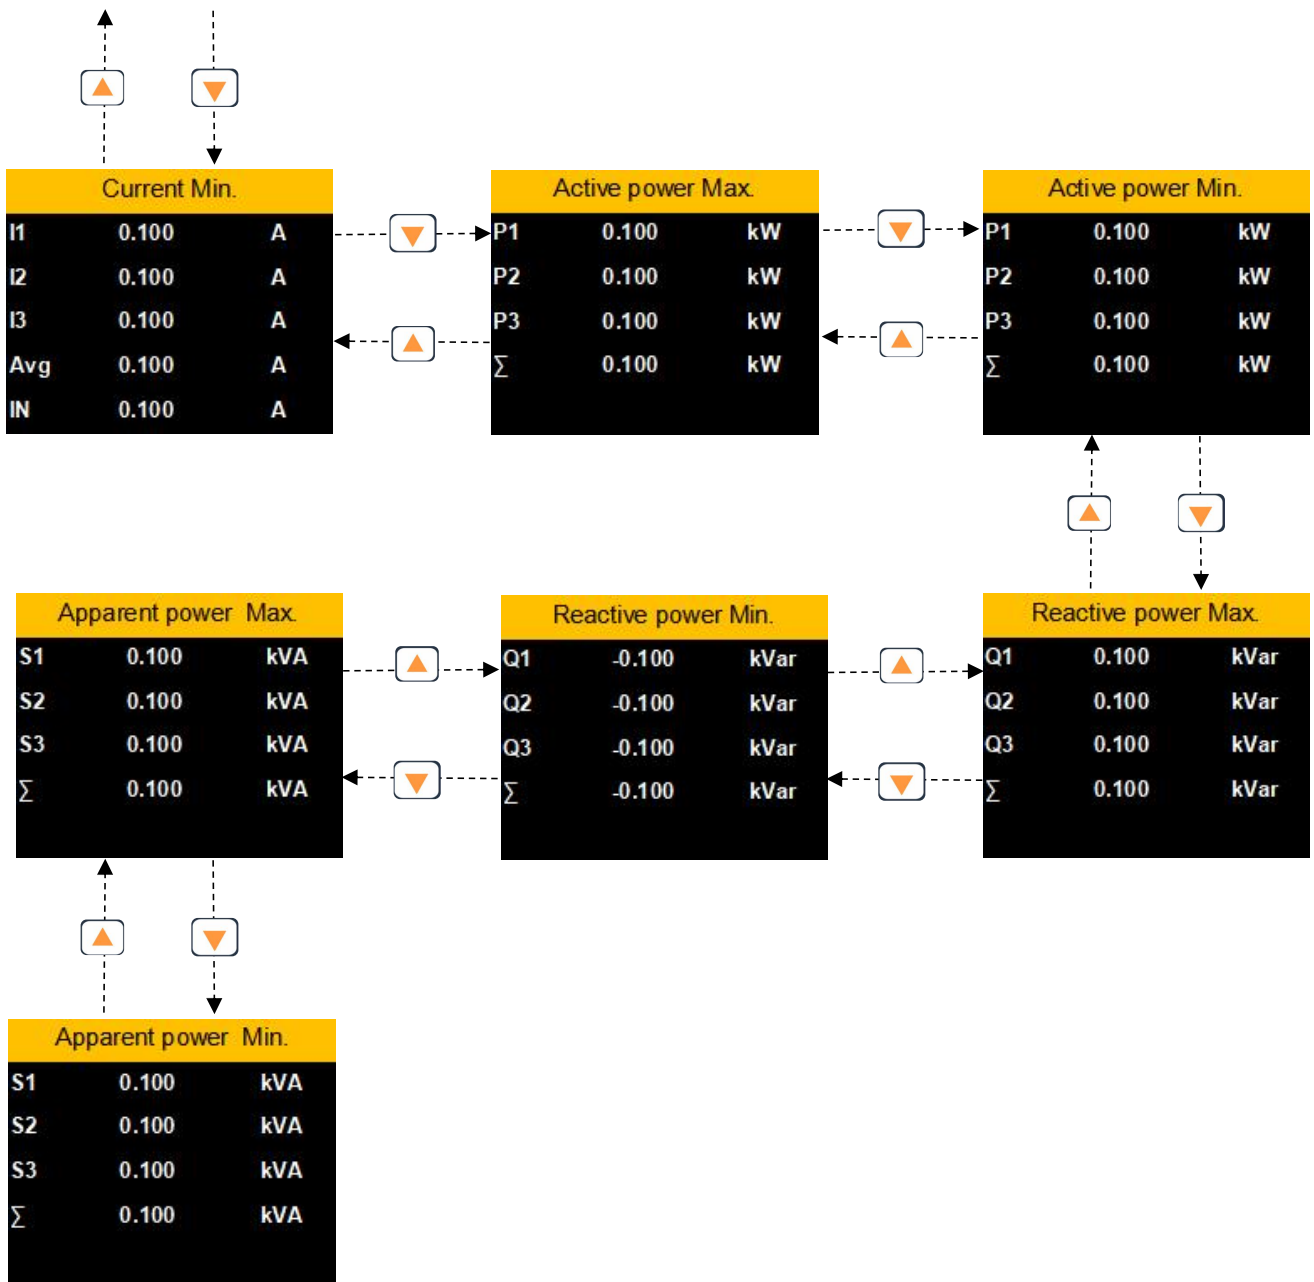 Current Min.
I1 0.100 A
I2 0.100 A
I3 0.100 A
Avg 0.100 A
IN 0.100 A
Active power Max.
P1 0.100 kW
P2 0.100 kW
P3 0.100 kW
∑ 0.100 kW
Active power Min.
P1 0.100 kW
P2 0.100 kW
P3 0.100 kW
∑ 0.100 kW
Apparent power Max.
S1 0.100 kVA
S2 0.100 kVA
S3 0.100 kVA
∑ 0.100 kVA
Reactive power Min.
Q1 -0.100 kVar
Q2 -0.100 kVar
Q3 -0.100 kVar
∑ -0.100 kVar
Reactive power Max.
Q1 0.100 kVar
Q2 0.100 kVar
Q3 0.100 kVar
∑ 0.100 kVar
Apparent power Min.
S1 0.100 kVA
S2 0.100 kVA
S3 0.100 kVA
∑ 0.100 kVA